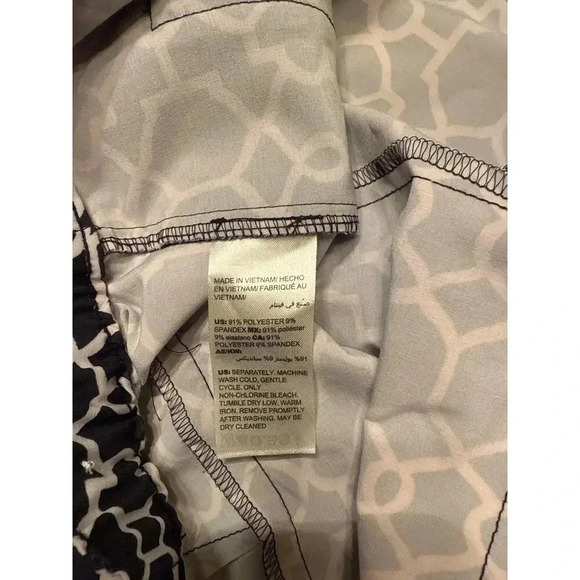 MADE IN VIETNAM/ HECHO
EN VIETNAM/ FABRIQUÉ AU
VIETNAM/
صنع في فيتنام
US: 91% POLYESTER 9%
SPANDEX MX: 91% poliéster
9% elastano CA: 91%
POLYESTER 9% SPANDEX
AE/KW:
91% بوليستر 9% سباندكس
US: SEPARATELY. MACHINE
WASH COLD, GENTLE
CYCLE. ONLY
NON-CHLORINE BLEACH.
TUMBLE DRY LOW. WARM
IRON. REMOVE PROMPTLY
AFTER WASHING. MAY BE
DRY CLEANED